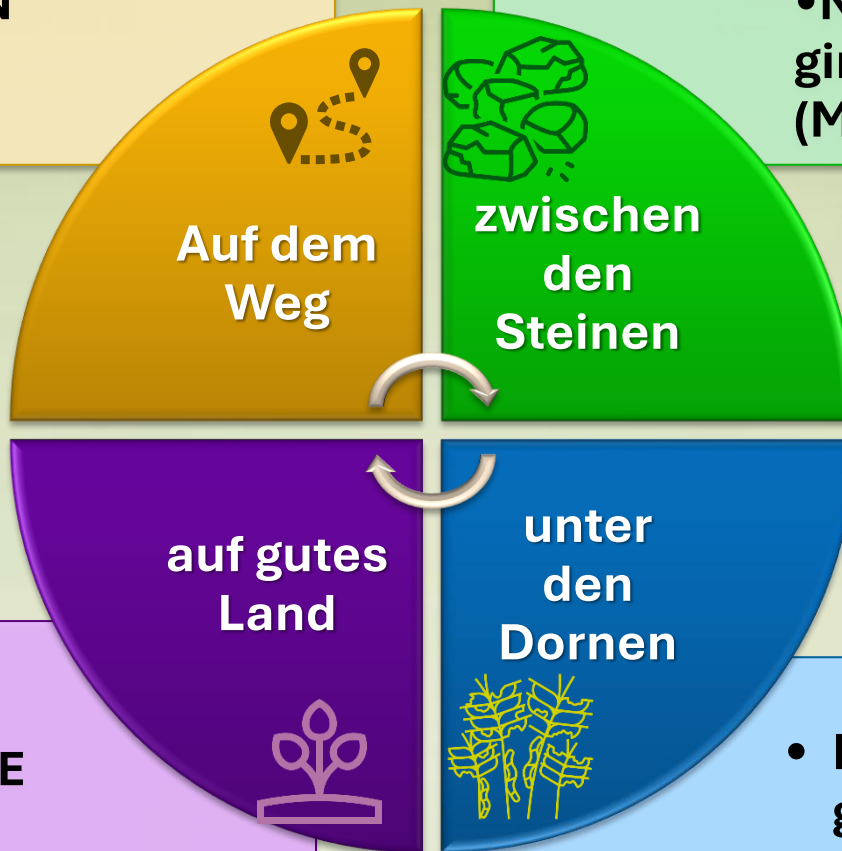 Auf dem
Weg
zwischen
den
Steinen
auf gutes
Land
unter
den
Dornen
E